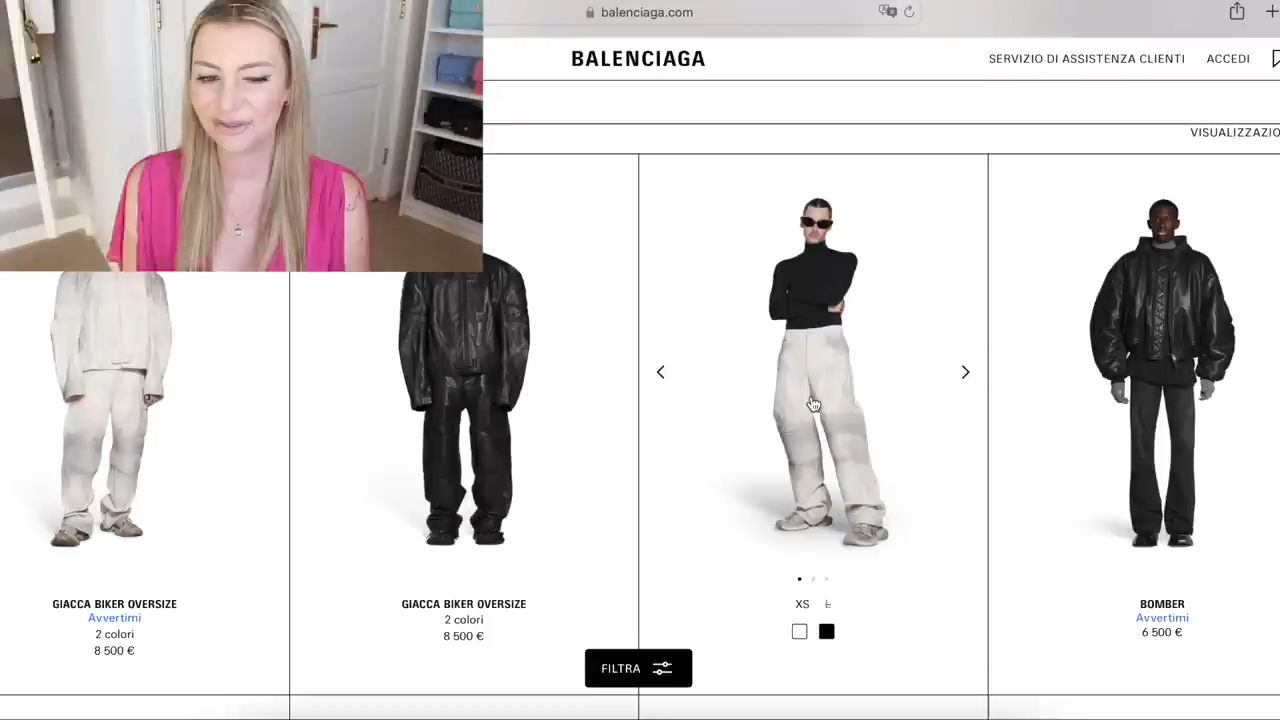 balenciaga.com
BALENCIAGA
SERVIZIO DI ASSISTENZA CLIENTI
ACCEDI
VISUALIZZAZIO
GIACCA BIKER OVERSIZE
Avvertimi
2 colori
8 500 €
GIACCA BIKER OVERSIZE
2 colori
8 500 €
XS L
BOMBER
Avvertimi
6 500 €
FILTRA